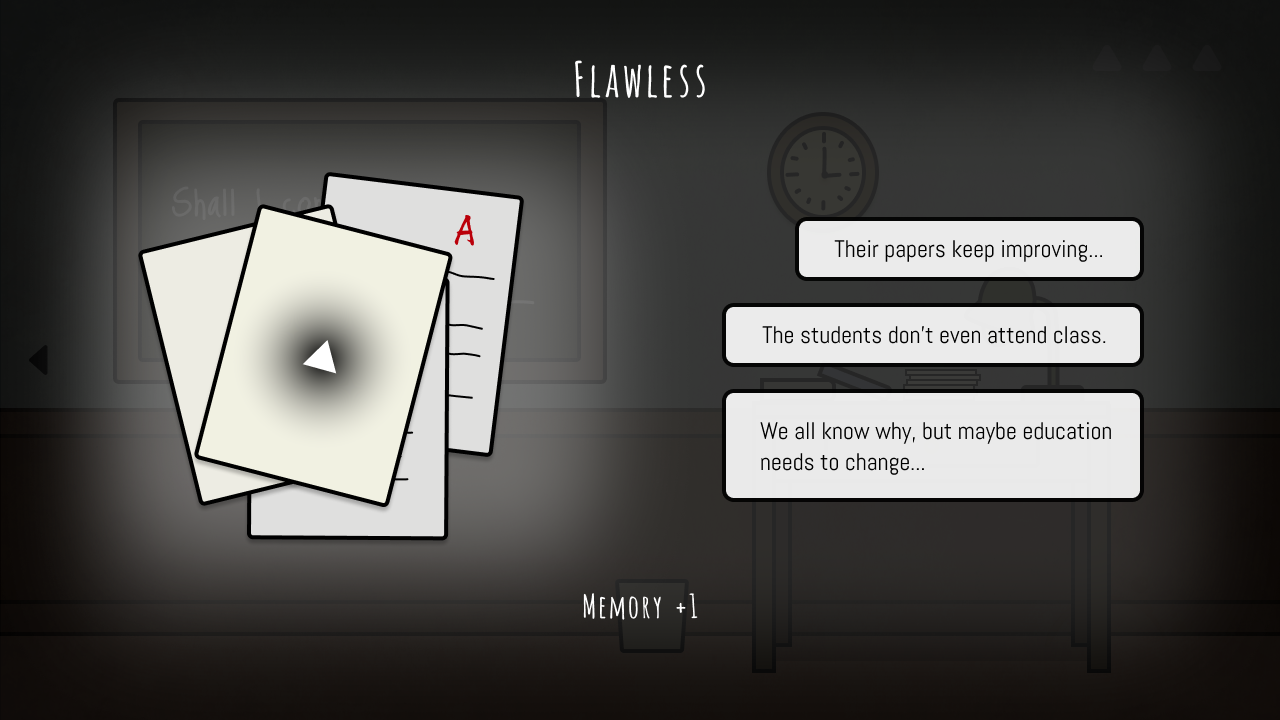 Flawless
Shall I
A
Their papers keep improving...
The students don't even attend class.
We all know why, but maybe education
needs to change...
Memory +1